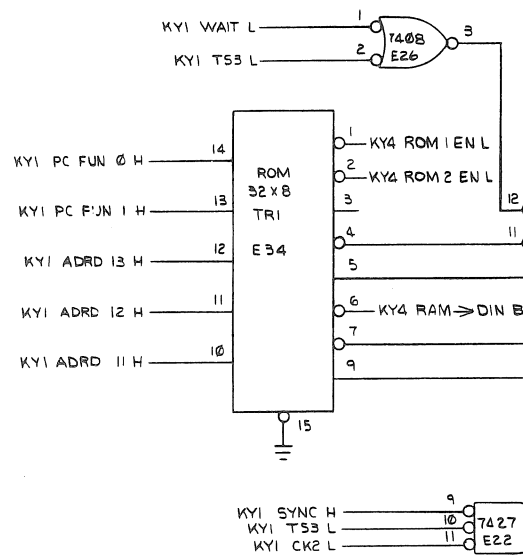 KY1 WAIT L 1
7408 3
KY1 TS3 L 2 E26
1 KY4 ROM 1 EN L
KY1 PC FUN 0 H 14
ROM 2 KY4 ROM 2 EN L
32 x 8
KY1 PC FUN 1 H 13 TR1 3 12
KY1 ADRD 13 H 12 E34 4 11
5
KY1 ADRD 12 H 11 6 KY4 RAM → DIN B
7
KY1 ADRD 11 H 10 9
15
KY1 SYNC H 9
KY1 TS3 L 10 7427
KY1 CK2 L 11 E22